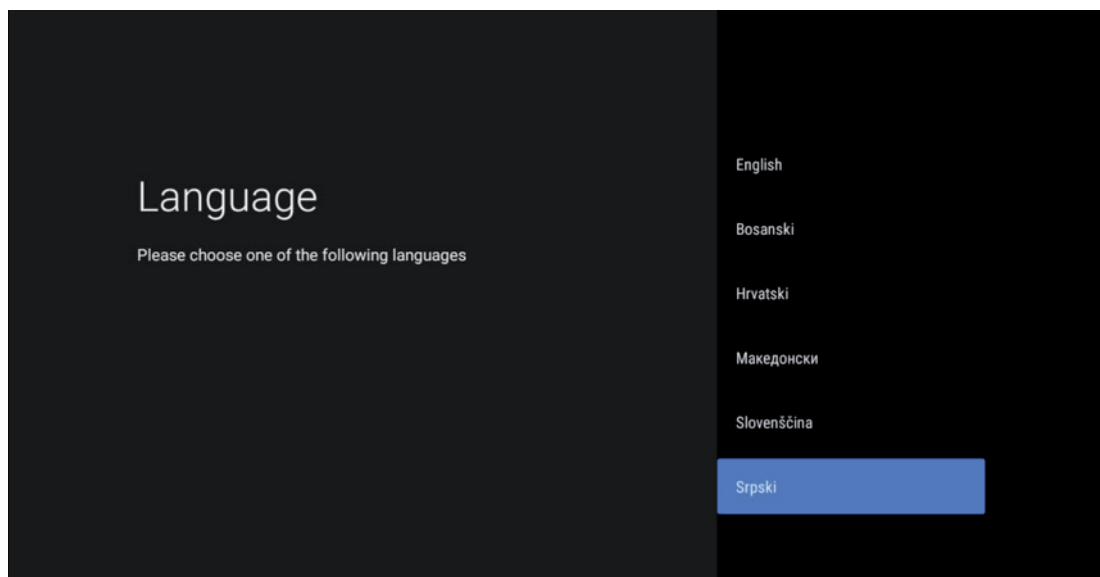 Language
Please choose one of the following languages
English
Bosanski
Hrvatski
Македонски
Slovenščina
Srpski